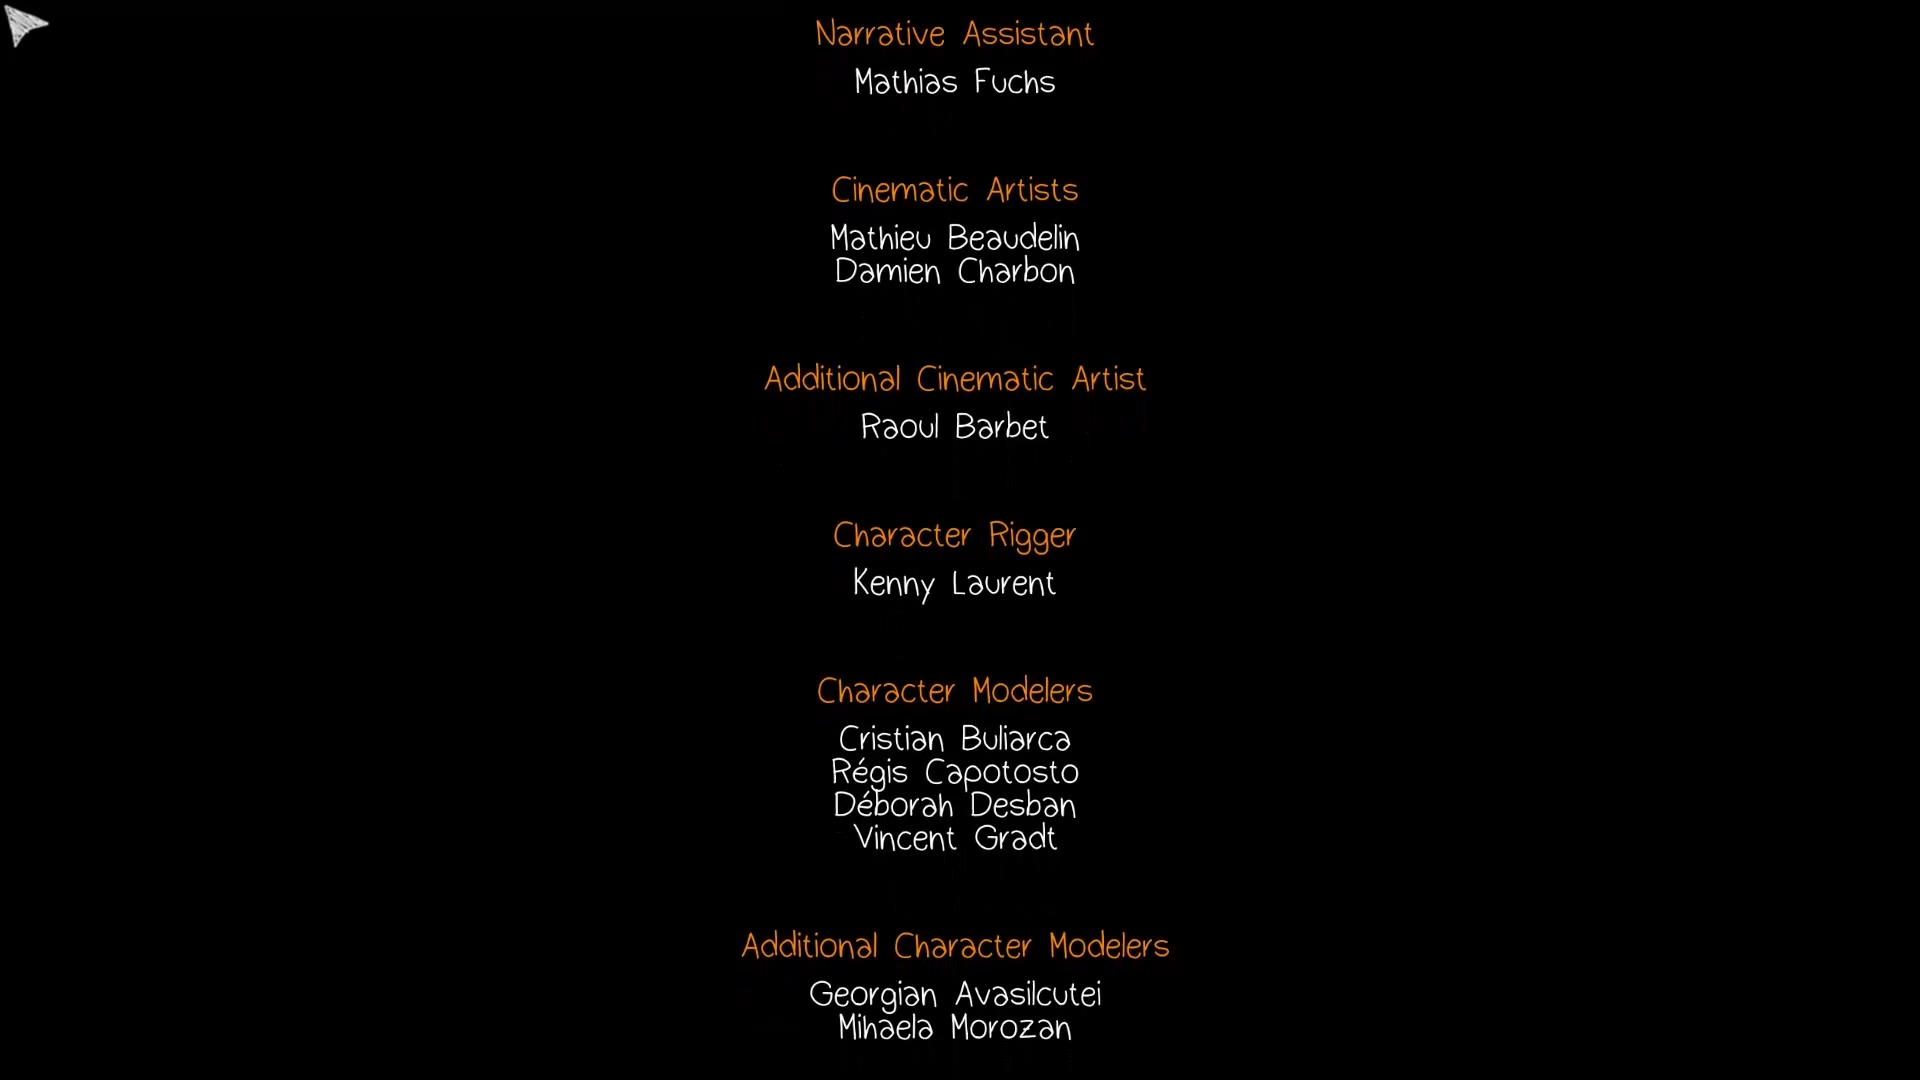 Narrative Assistant
Mathias Fuchs
Cinematic Artists
Mathieu Beaudelin
Damien Charbon
Additional Cinematic Artist
Raoul Barbet
Character Rigger
Kenny Laurent
Character Modelers
Cristian Buliarca
Régis Capotosto
Déborah Desban
Vincent Gradt
Additional Character Modelers
Georgian Avasilcutei
Mihaela Morozan